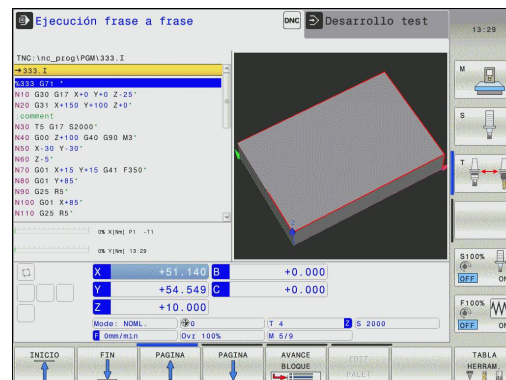 Ejecución frase a frase
DNC
Desarrollo test
13:29
TNC:\nc_prog\PGM\333.I
→333.I
%333 G71 *
N10 G30 G17 X+0 Y+0 Z-25*
N20 G31 X+150 Y+100 Z+0*
;comment
N30 T5 G17 S2000*
N40 G00 Z+100 G40 G90 M3*
N50 X-30 Y-30*
N60 Z-5*
N70 G01 X+15 Y+15 G41 F350*
N80 G01 Y+85*
N90 G25 R5*
N100 G01 X+85*
N110 G25 R5*
0% X[Nm] P1 -T1
0% Y[Nm] 13:29
X +51.140 B +0.000
Y +54.549 C +0.000
Z +10.000
Mode: NOML. 0 T 4 Z S 2000
F 0mm/min Ovr 100% M 5/9
M
S
T
S100%
OFF ON
F100%
OFF ON
INICIO
FIN
PAGINA
PAGINA
AVANCE
BLOQUE
EDIT
PALET
TABLA
HERRAM.